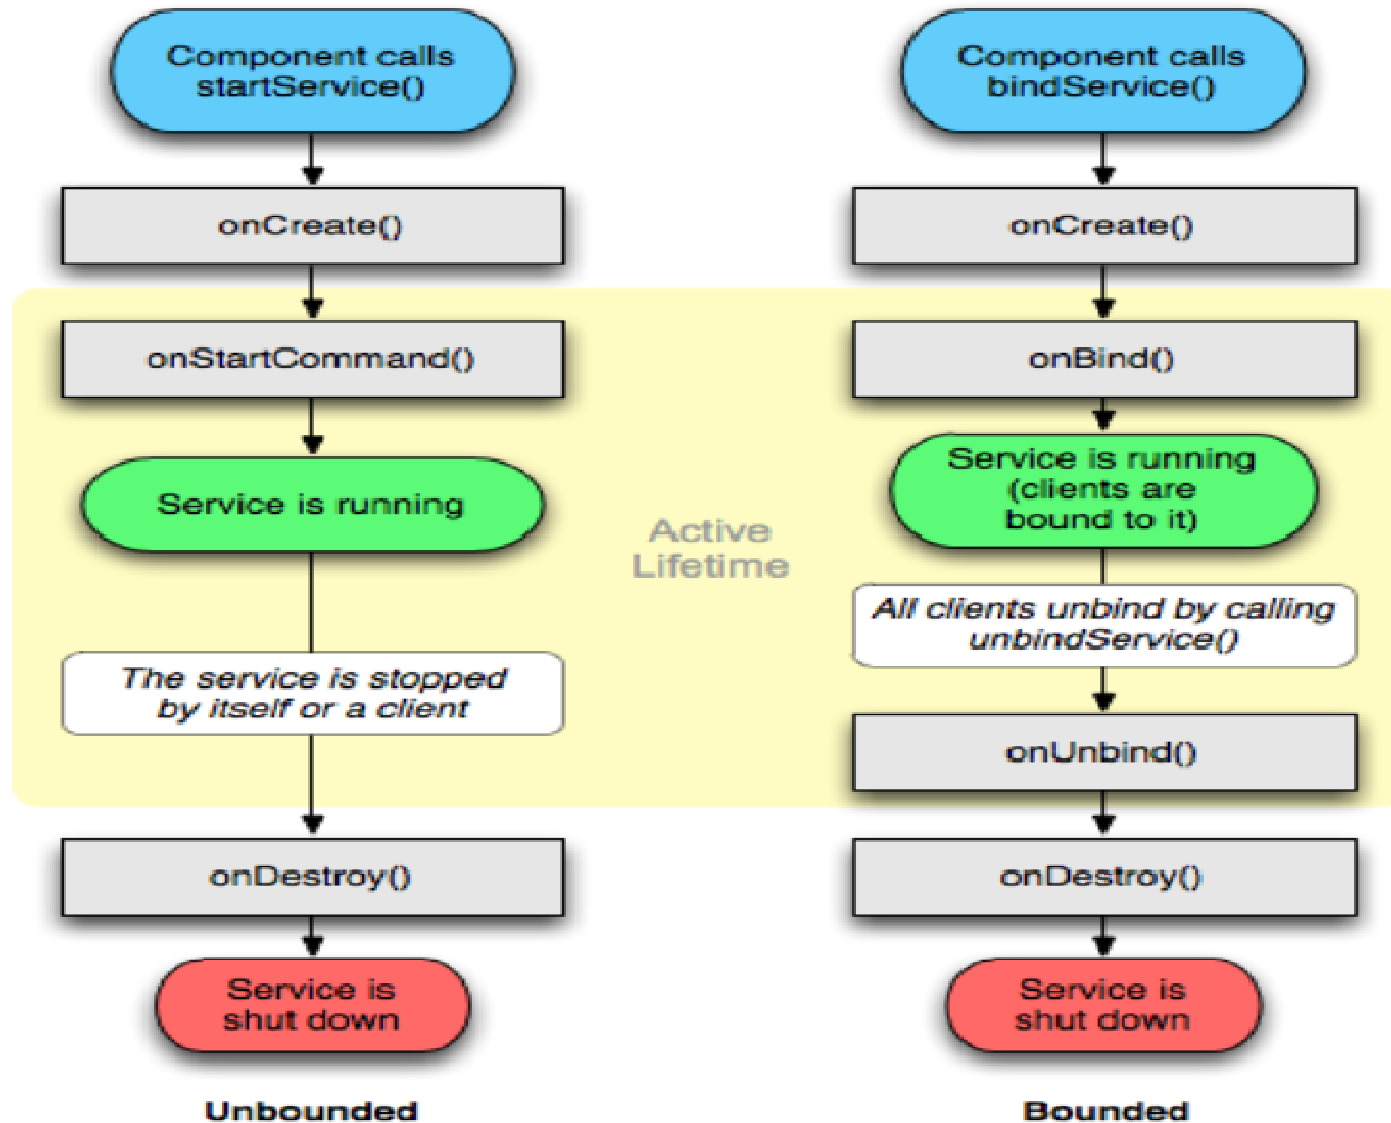 Component calls
startService()
onCreate()
onStartCommand()
Service is running
The service is stopped
by itself or a client
onDestroy()
Service is
shut down
Unbounded
Active
Lifetime
Component calls
bindService()
onCreate()
onBind()
Service is running
(clients are
bound to it)
All clients unbind by calling
unbindService()
onUnbind()
onDestroy()
Service is
shut down
Bounded